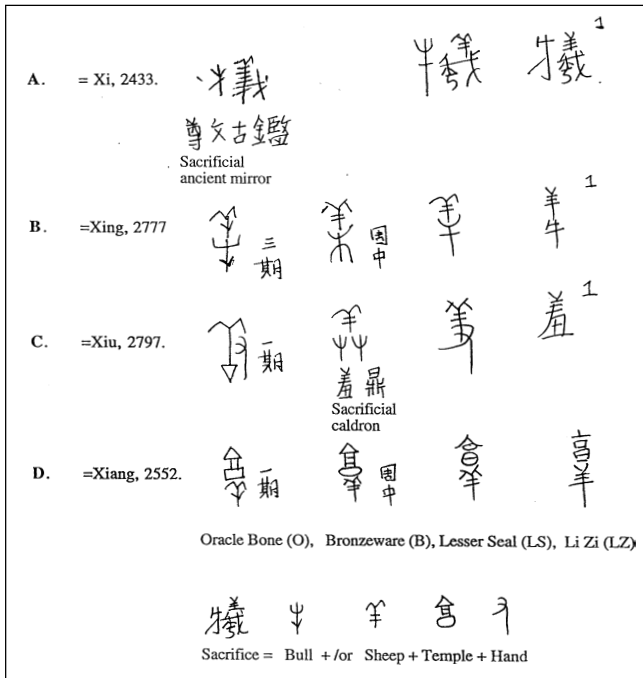 A. = Xi, 2433. 犧 1
尊文古鑑
Sacrificial
ancient mirror
B. =Xing, 2777 三期 周中 1
C. =Xiu, 2797. 一期 羞 1
羞鼎
Sacrificial
caldron
D. =Xiang, 2552. 一期 周中
Oracle Bone (O), Bronzeware (B), Lesser Seal (LS), Li Zi (LZ)
犧
Sacrifice = Bull +/or Sheep + Temple + Hand